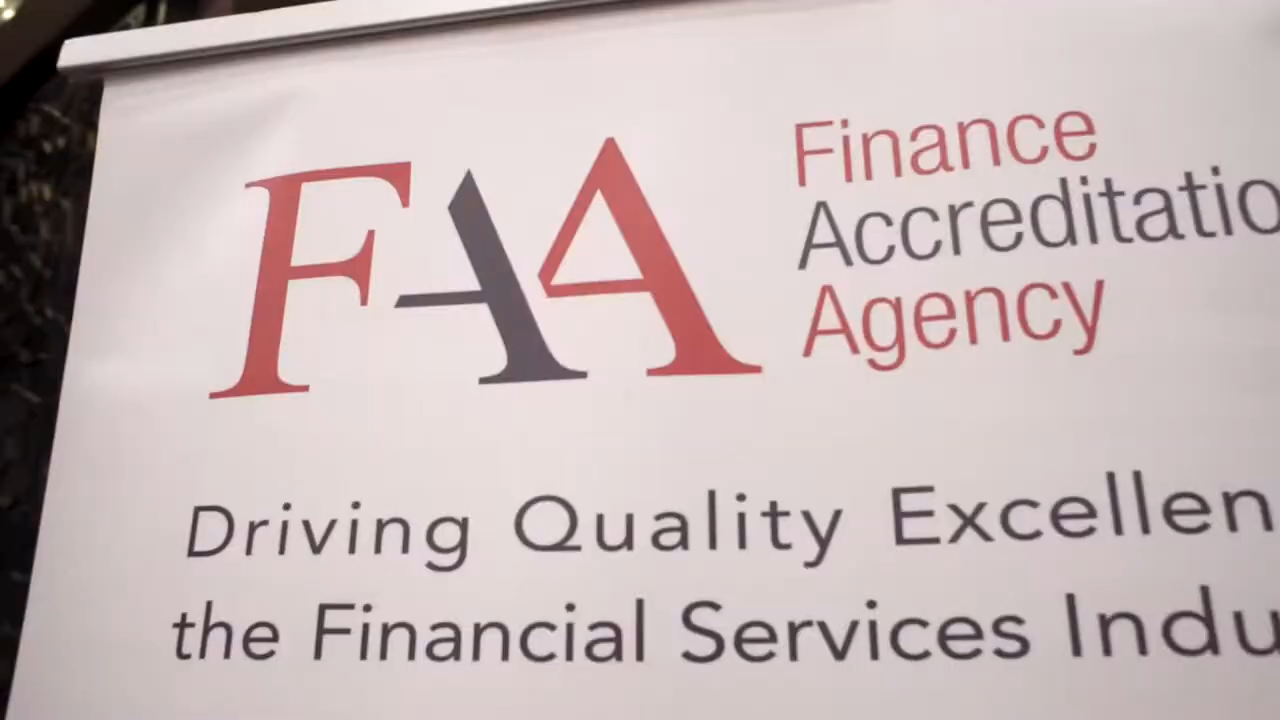 FAA
Finance
Accreditatio
Agency
Driving Quality Excellen
the Financial Services Indu